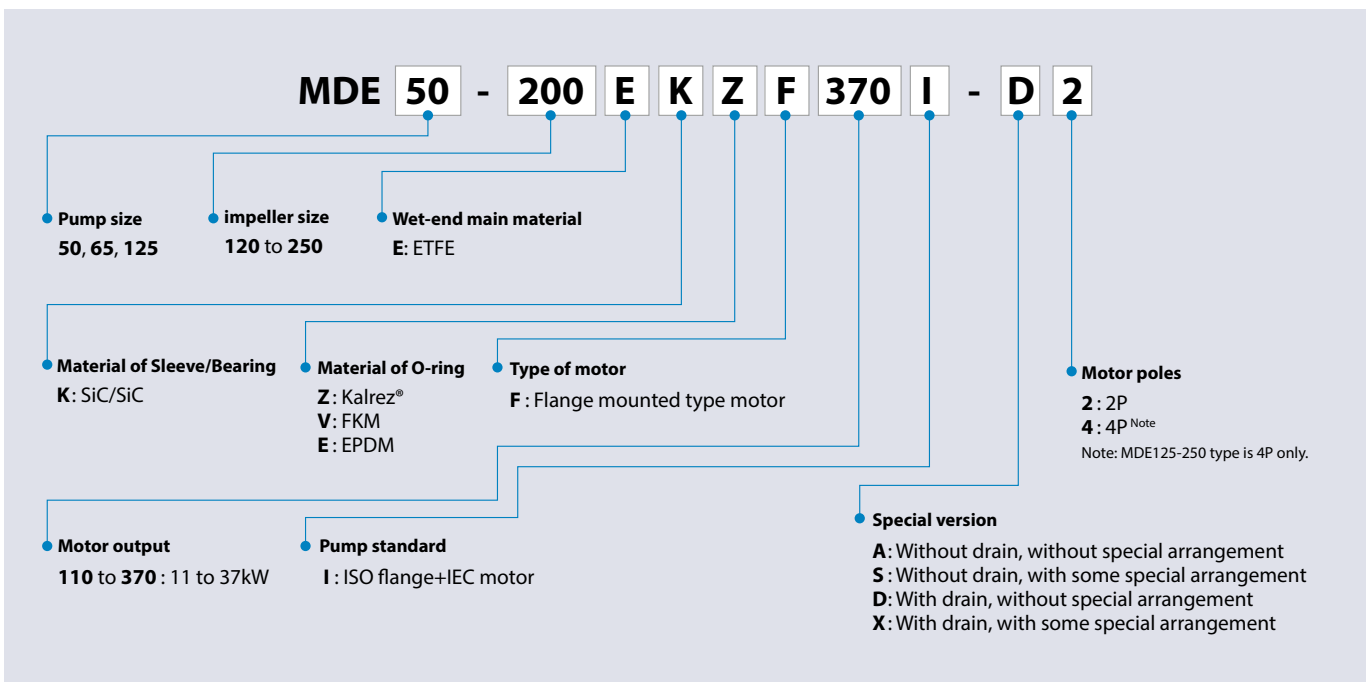 MDE 50 - 200 E K Z F 370 I - D 2
Pump size
50, 65, 125
impeller size
120 to 250
Wet-end main material
E: ETFE
Material of Sleeve/Bearing
K: SiC/SiC
Material of O-ring
Z: Kalrez®
V: FKM
E: EPDM
Type of motor
F: Flange mounted type motor
Motor poles
2: 2P
4: 4P Note
Note: MDE125-250 type is 4P only.
Motor output
110 to 370: 11 to 37kW
Pump standard
I: ISO flange+IEC motor
Special version
A: Without drain, without special arrangement
S: Without drain, with some special arrangement
D: With drain, without special arrangement
X: With drain, with some special arrangement